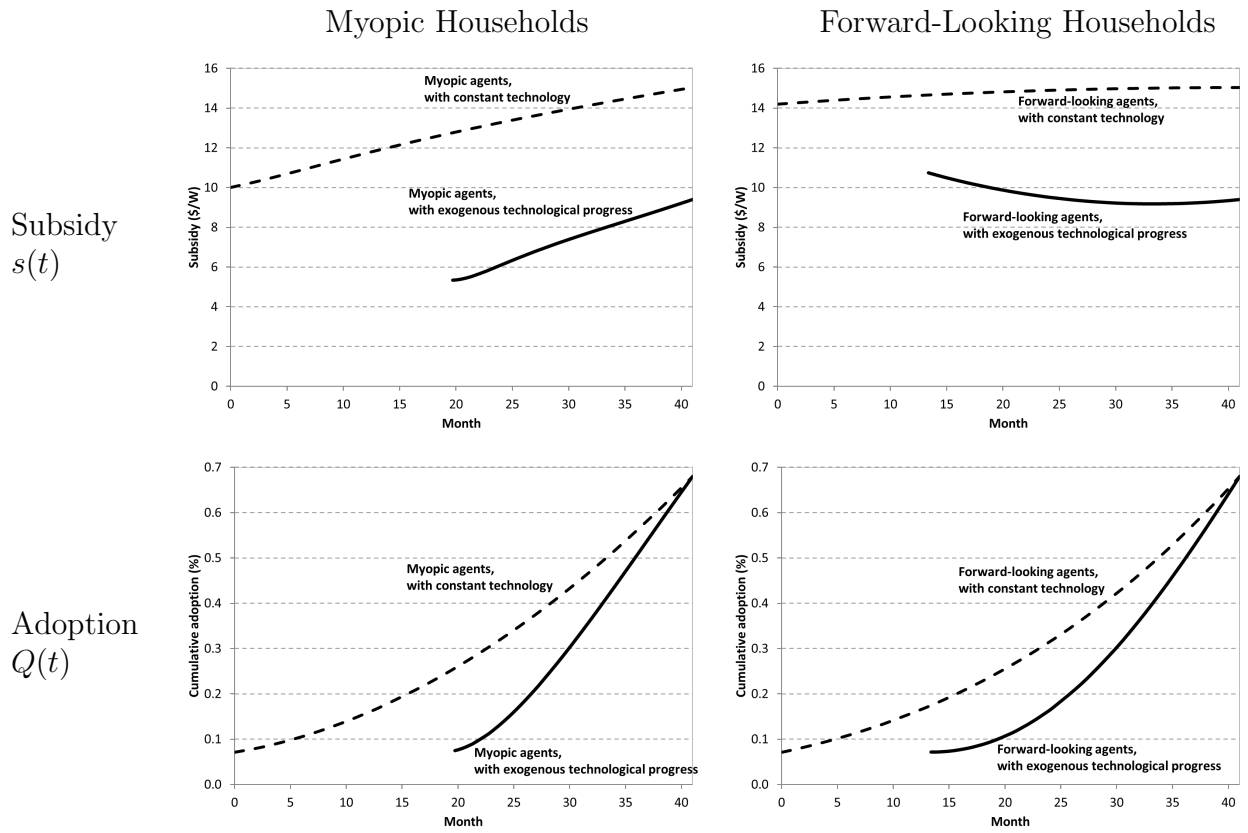 Myopic Households
Forward-Looking Households
Subsidy
s(t)
Subsidy ($/W)
16
14
12
10
8
6
4
2
0
Myopic agents,
with constant technology
Myopic agents,
with exogenous technological progress
0 5 10 15 20 25 30 35 40
Month
Subsidy ($/W)
16
14
12
10
8
6
4
2
0
Forward-looking agents,
with constant technology
Forward-looking agents,
with exogenous technological progress
0 5 10 15 20 25 30 35 40
Month
Adoption
Q(t)
Cumulative adoption (%)
0.7
0.6
0.5
0.4
0.3
0.2
0.1
0.0
Myopic agents,
with constant technology
Myopic agents,
with exogenous technological progress
0 5 10 15 20 25 30 35 40
Month
Cumulative adoption (%)
0.7
0.6
0.5
0.4
0.3
0.2
0.1
0.0
Forward-looking agents,
with constant technology
Forward-looking agents,
with exogenous technological progress
0 5 10 15 20 25 30 35 40
Month